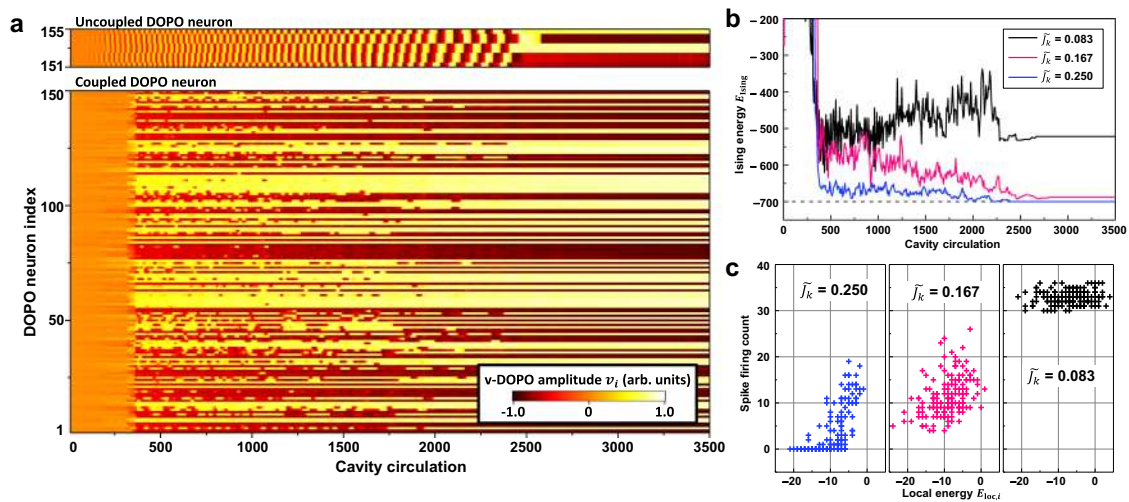 a
Uncoupled DOPO neuron
155
151
Coupled DOPO neuron
150
100
50
1
DOPO neuron index
v-DOPO amplitude v_i (arb. units)
-1.0 0 1.0
0 500 1000 1500 2000 2500 3000 3500
Cavity circulation
b
− 200
− 300
− 400
− 500
− 600
− 700
Ising energy E_Ising
J̃_k = 0.083
J̃_k = 0.167
J̃_k = 0.250
0 500 1000 1500 2000 2500 3000 3500
Cavity circulation
c
40
30
20
10
0
Spike firing count
J̃_k = 0.250
J̃_k = 0.167
J̃_k = 0.083
−20 −10 0 −20 −10 0 −20 −10 0
Local energy E_loc,i